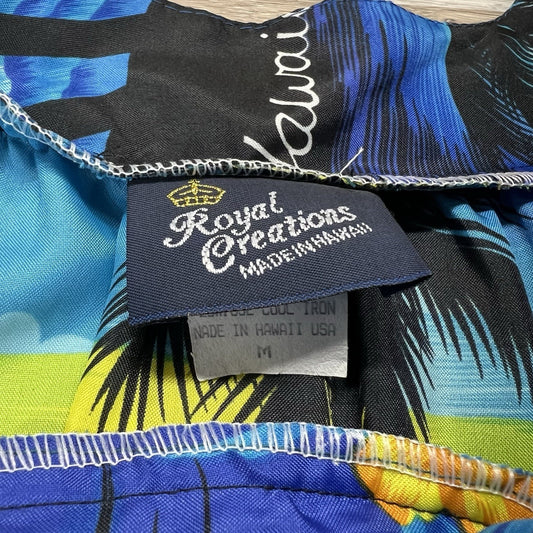 Hawaii
Royal
Creations
MADE IN HAWAII
COOL IRON
MADE IN HAWAII USA
M